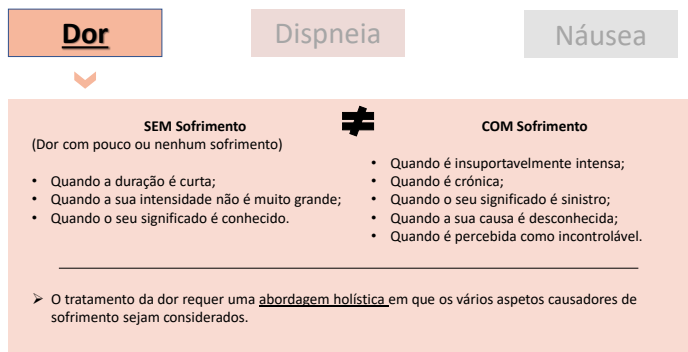 Dor
Dispneia
Náusea
SEM Sofrimento
(Dor com pouco ou nenhum sofrimento)
• Quando a duração é curta;
• Quando a sua intensidade não é muito grande;
• Quando o seu significado é conhecido.
≠
COM Sofrimento
• Quando é insuportavelmente intensa;
• Quando é crónica;
• Quando o seu significado é sinistro;
• Quando a sua causa é desconhecida;
• Quando é percebida como incontrolável.
➢ O tratamento da dor requer uma abordagem holística em que os vários aspetos causadores de
sofrimento sejam considerados.